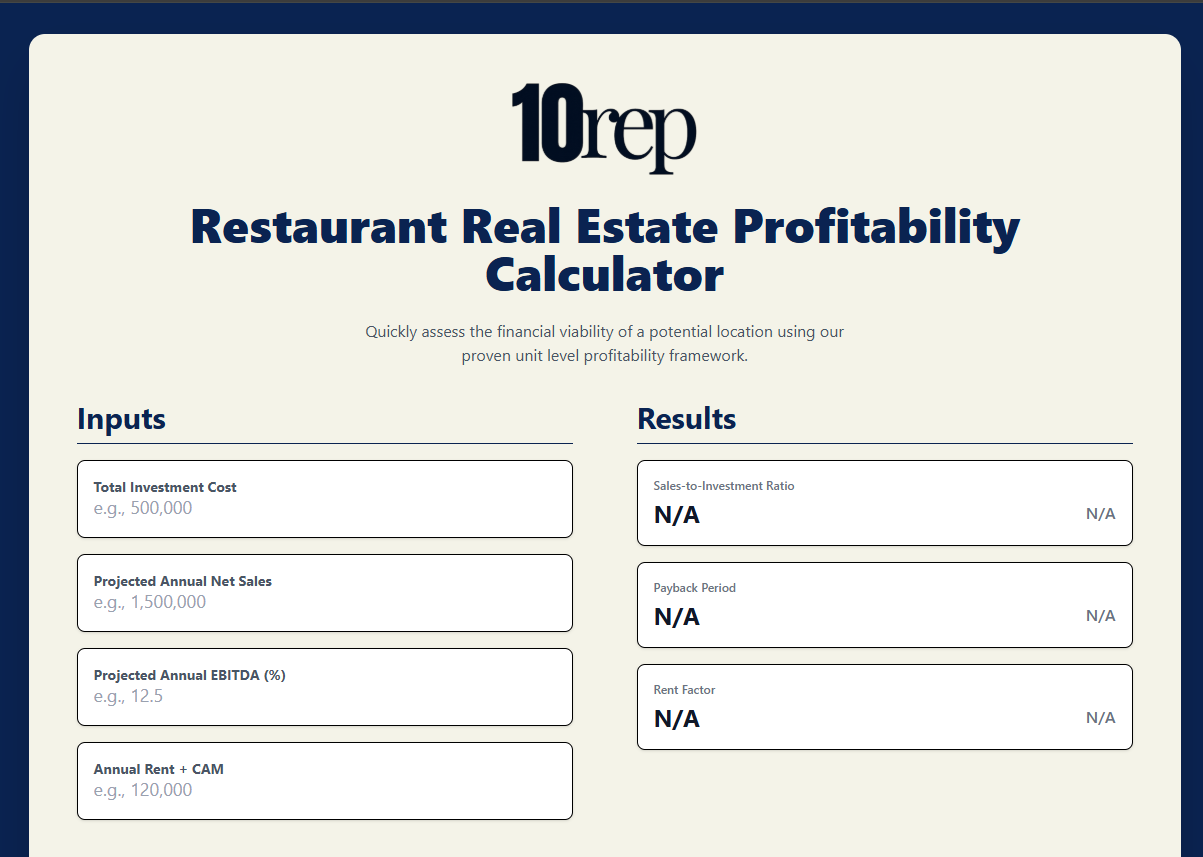 10rep
Restaurant Real Estate Profitability
Calculator
Quickly assess the financial viability of a potential location using our
proven unit level profitability framework.
Inputs
Total Investment Cost
e.g., 500,000
Projected Annual Net Sales
e.g., 1,500,000
Projected Annual EBITDA (%)
e.g., 12.5
Annual Rent + CAM
e.g., 120,000
Results
Sales-to-Investment Ratio
N/A N/A
Payback Period
N/A N/A
Rent Factor
N/A N/A